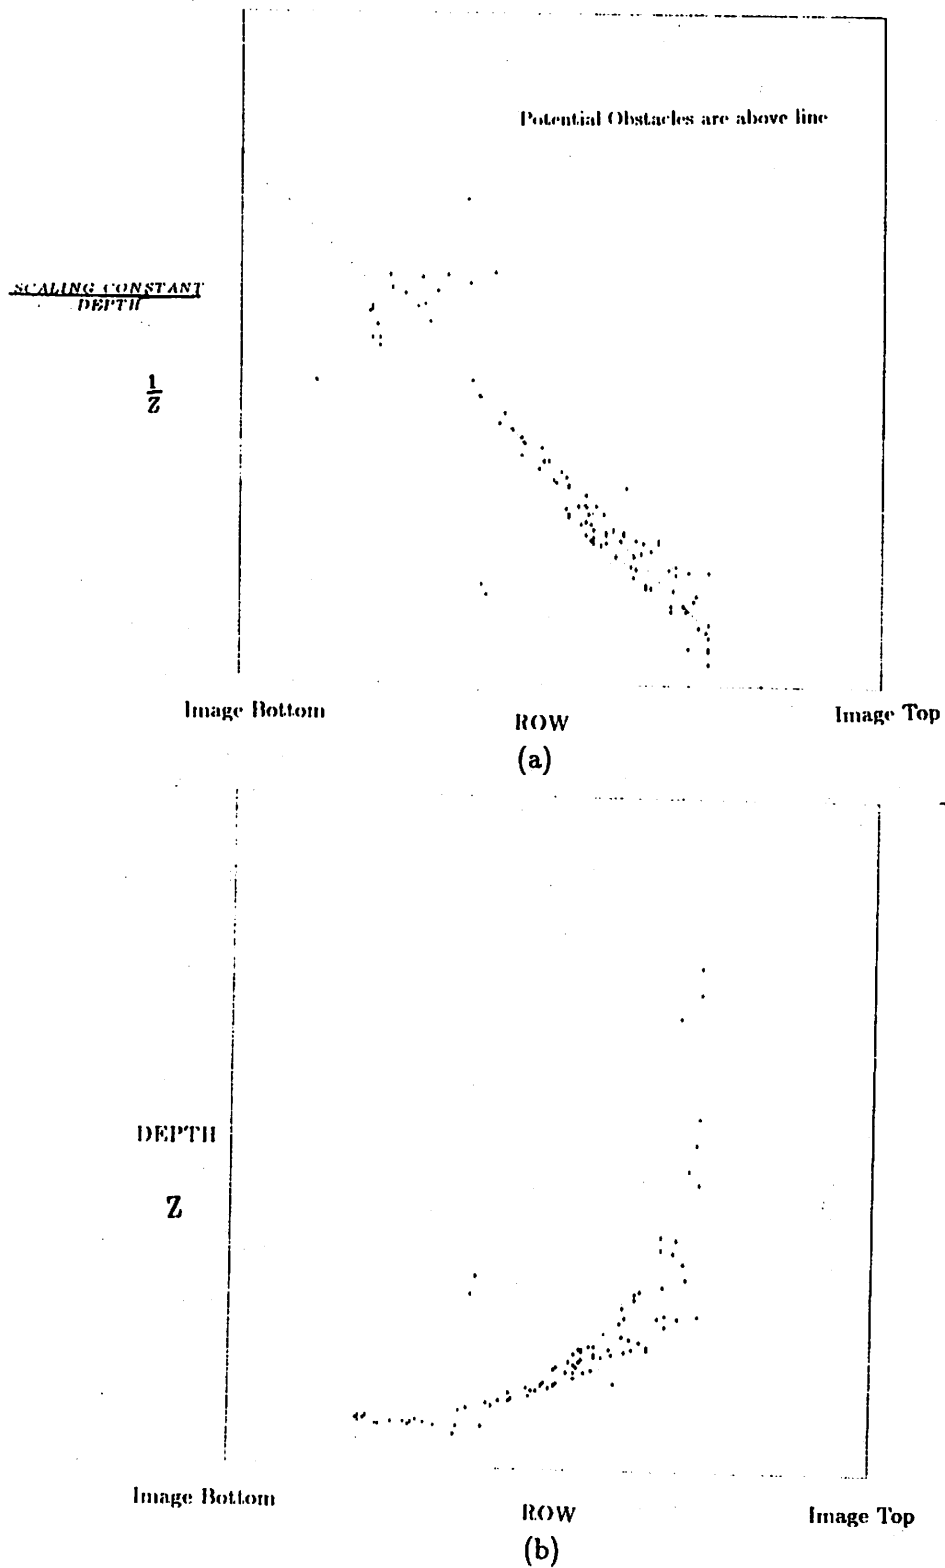 Potential Obstacles are above line
SCALING CONSTANT
DEPTH
1
Z
Image Bottom
ROW
Image Top
(a)
DEPTH
Z
Image Bottom
ROW
Image Top
(b)